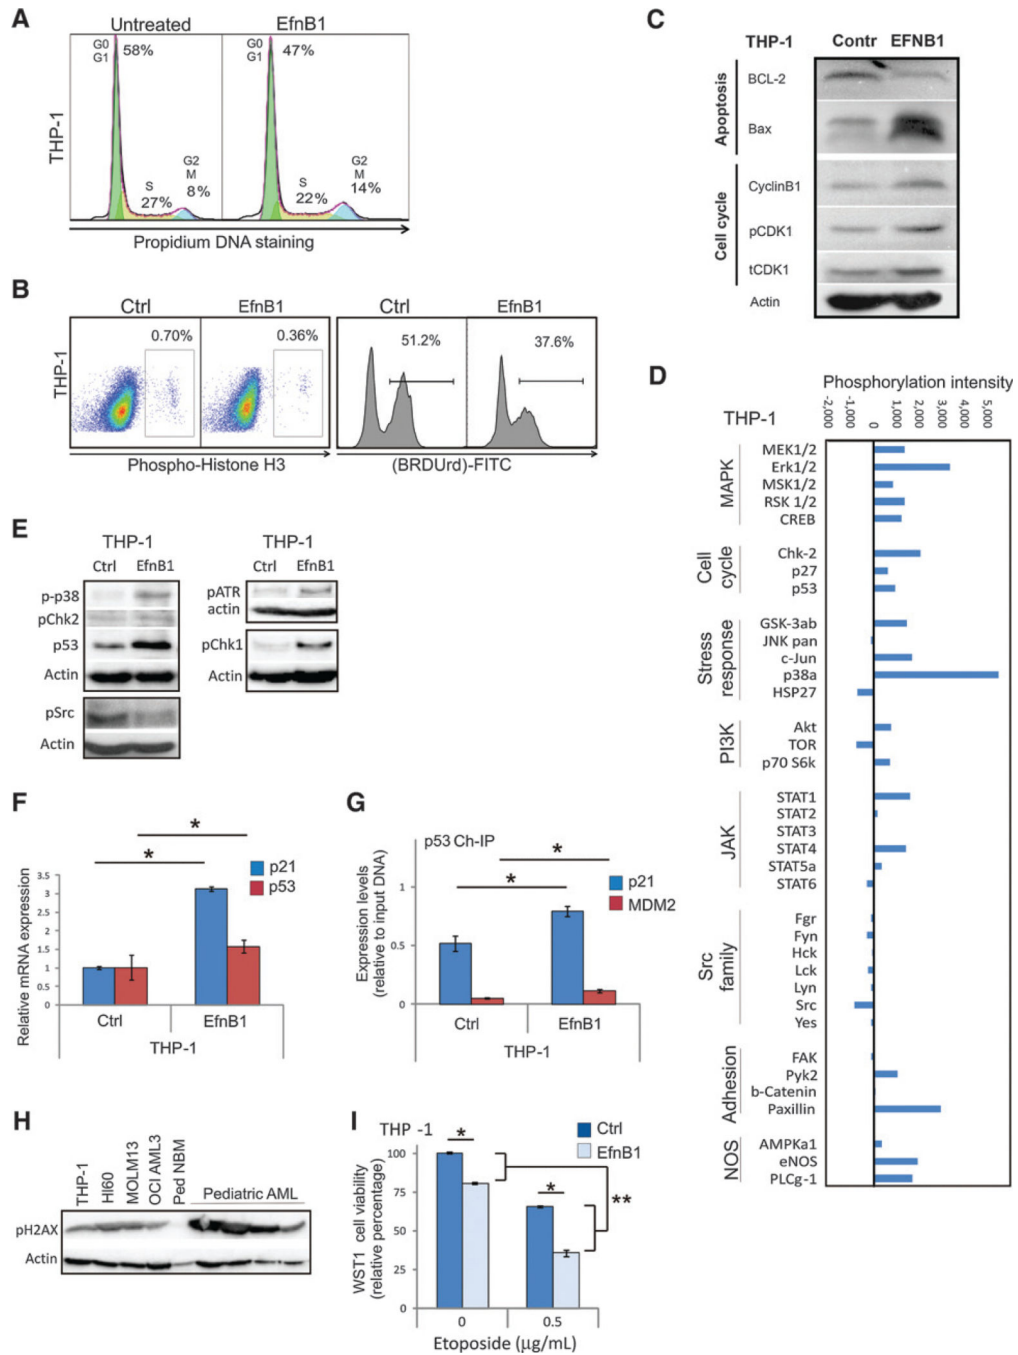 A
Untreated
EfnB1
G0
G1
58%
47%
THP-1
S
27%
G2
M
8%
S
22%
G2
M
14%
Propidium DNA staining
B
Ctrl
EfnB1
Ctrl
EfnB1
THP-1
0.70%
0.36%
51.2%
37.6%
Phospho-Histone H3
(BRDUrd)-FITC
C
THP-1
Contr
EFNB1
Apoptosis
BCL-2
Bax
Cell cycle
CyclinB1
pCDK1
tCDK1
Actin
D
Phosphorylation intensity
THP-1
-2,000
-1,000
0
1,000
2,000
3,000
4,000
5,000
MAPK
MEK1/2
Erk1/2
MSK1/2
RSK 1/2
CREB
Cell
cycle
Chk-2
p27
p53
Stress
response
GSK-3ab
JNK pan
c-Jun
p38a
HSP27
PI3K
Akt
TOR
p70 S6k
JAK
STAT1
STAT2
STAT3
STAT4
STAT5a
STAT6
Src
family
Fgr
Fyn
Hck
Lck
Lyn
Src
Yes
Adhesion
FAK
Pyk2
b-Catenin
Paxillin
NOS
AMPKa1
eNOS
PLCg-1
E
THP-1
Ctrl EfnB1
p-p38
pChk2
p53
Actin
pSrc
Actin
THP-1
Ctrl EfnB1
pATR
actin
pChk1
F
*
*
p21
p53
Relative mRNA expression
3.5
3
2.5
2
1.5
1
0.5
0
Ctrl
EfnB1
THP-1
G
p53 Ch-IP
*
*
p21
MDM2
Expression levels
(relative to input DNA)
1
0.5
0
Ctrl
EfnB1
THP-1
H
THP-1
Hl60
MOLM13
OCI AML3
Ped NBM
Pediatric AML
pH2AX
Actin
I
THP -1
Ctrl
EfnB1
*
*
**
WST1 cell viability
(relative percentage)
100
75
50
25
0
0
0.5
Etoposide (µg/mL)